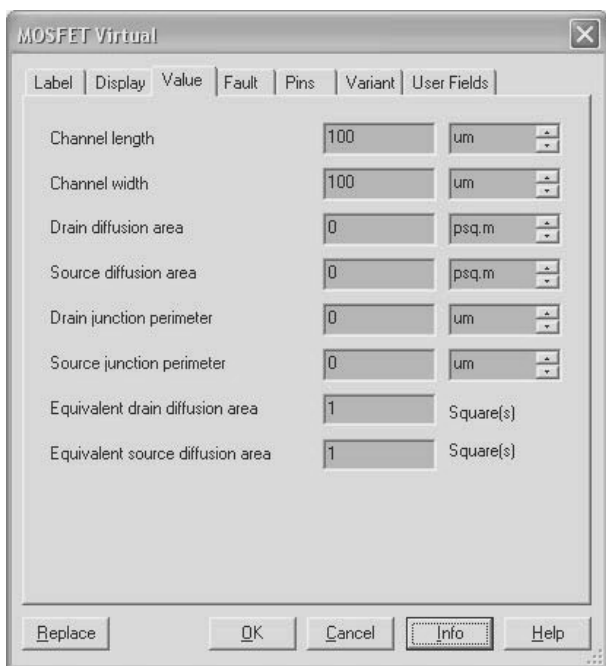 MOSFET Virtual
Label Display Value Fault Pins Variant User Fields
Channel length 100 um
Channel width 100 um
Drain diffusion area 0 psq.m
Source diffusion area 0 psq.m
Drain junction perimeter 0 um
Source junction perimeter 0 um
Equivalent drain diffusion area 1 Square(s)
Equivalent source diffusion area 1 Square(s)
Replace OK Cancel Info Help